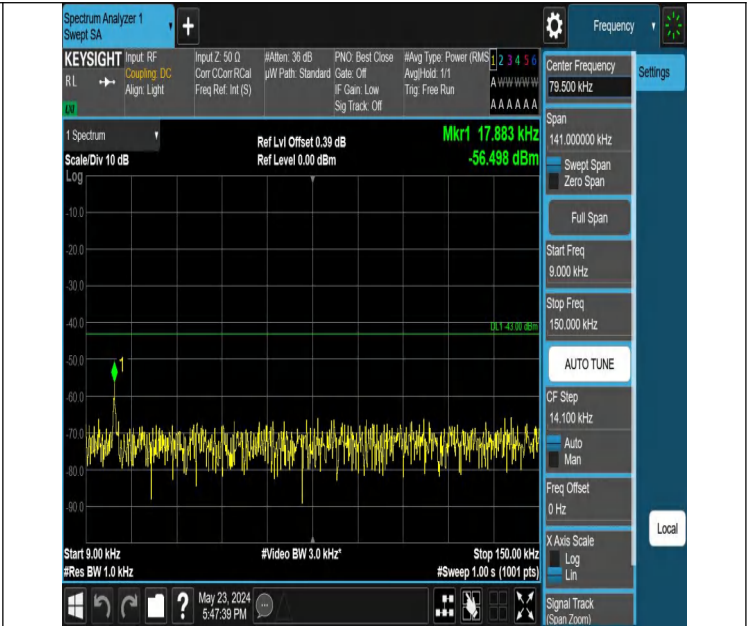 Spectrum Analyzer 1
Swept SA
+
Frequency
KEYSIGHT
RL
Input: RF
Coupling: DC
Align: Light
Input Z: 50 Ω
Corr CCorr RCal
Freq Ref: Int (S)
#Atten: 36 dB
µW Path: Standard
PNO: Best Close
Gate: Off
IF Gain: Low
Sig Track: Off
#Avg Type: Power (RMS
Avg|Hold: 1/1
Trig: Free Run
1 2 3 4 5 6
A W W W W W
A A A A A A
1 Spectrum
Scale/Div 10 dB
Log
Ref Lvl Offset 0.39 dB
Ref Level 0.00 dBm
Mkr1 17.883 kHz
-56.498 dBm
-10.0
-20.0
-30.0
-40.0
DL1 -43.00 dBm
-50.0
1
-60.0
-70.0
-80.0
-90.0
Start 9.00 kHz
#Video BW 3.0 kHz*
Stop 150.00 kHz
#Res BW 1.0 kHz
#Sweep 1.00 s (1001 pts)
?
May 23, 2024
5:47:39 PM
Center Frequency
79.500 kHz
Settings
Span
141.000000 kHz
Swept Span
Zero Span
Full Span
Start Freq
9.000 kHz
Stop Freq
150.000 kHz
AUTO TUNE
CF Step
14.100 kHz
Auto
Man
Freq Offset
0 Hz
Local
X Axis Scale
Log
Lin
Signal Track
(Span Zoom)